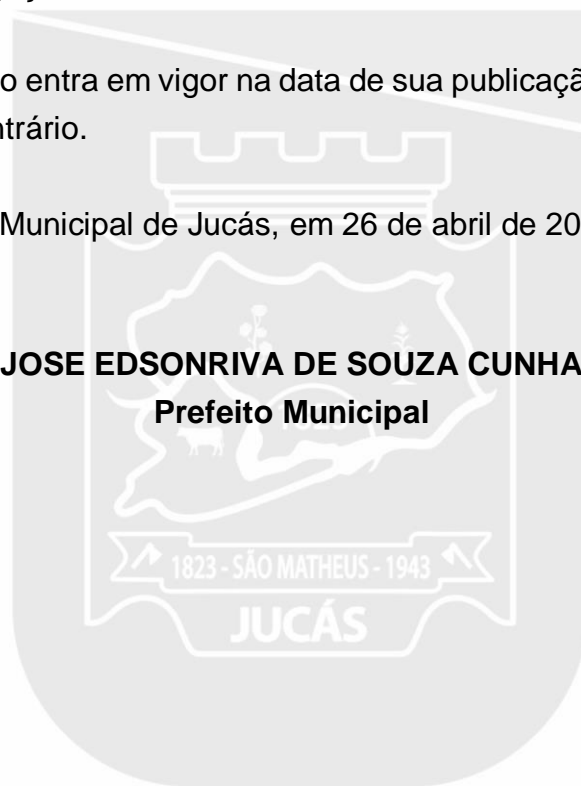 o entra em vigor na data de sua publicaçã
ntrário.
Municipal de Jucás, em 26 de abril de 20
JOSE EDSONRIVA DE SOUZA CUNHA
Prefeito Municipal
1823 - SÃO MATHEUS - 1943
JUCÁS